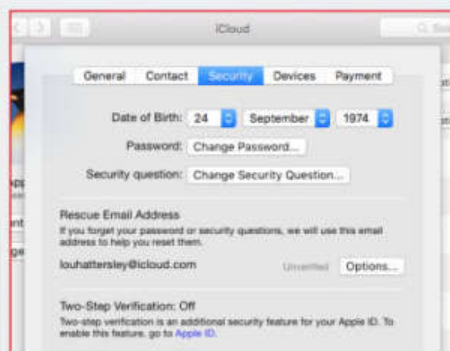 iCloud
General Contact Security Devices Payment
Date of Birth: 24 September 1974
Password: Change Password...
Security question: Change Security Question...
Rescue Email Address
If you forget your password or security questions, we will use this email
address to help you reset them.
louhattersley@icloud.com Unverified Options...
Two-Step Verification: Off
Two-step verification is an additional security feature for your Apple ID. To
enable this feature, go to Apple ID.